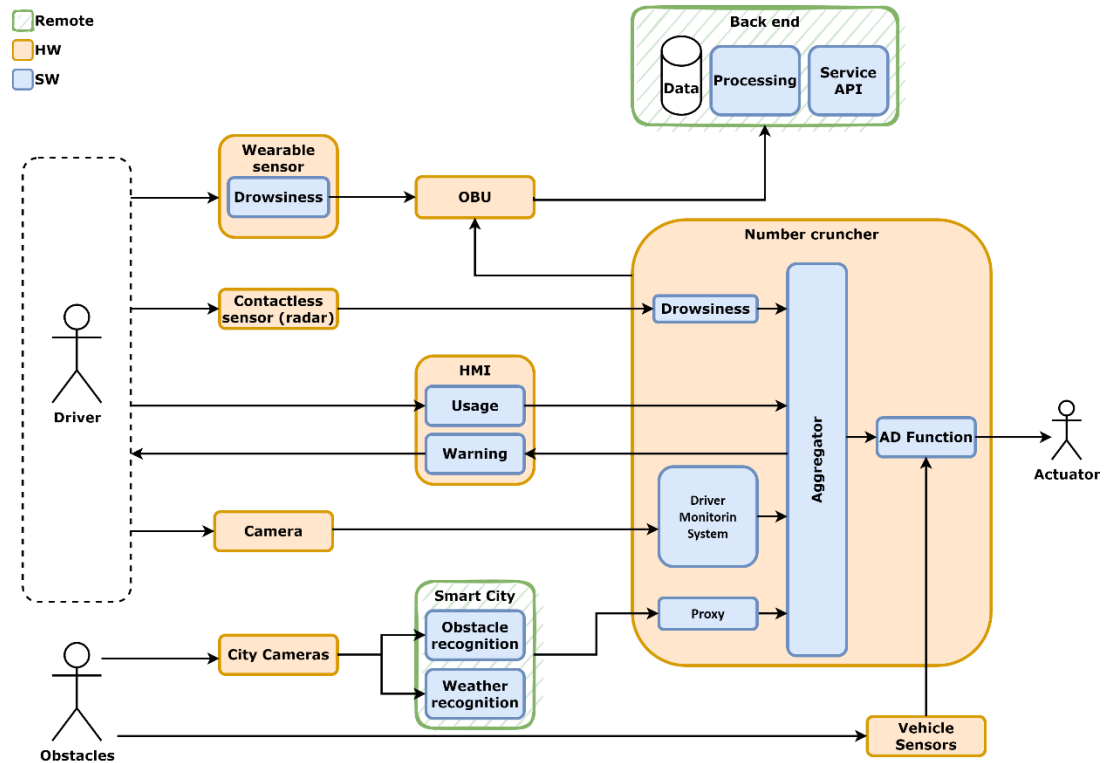 Remote
HW
SW
Back end
Data
Processing
Service
API
Wearable
sensor
Drowsiness
OBU
Number cruncher
Contactless
sensor (radar)
Drowsiness
Driver
HMI
Usage
Warning
Aggregator
AD Function
Actuator
Camera
Driver
Monitorin
System
Smart City
Obstacle
recognition
Weather
recognition
Proxy
City Cameras
Obstacles
Vehicle
Sensors